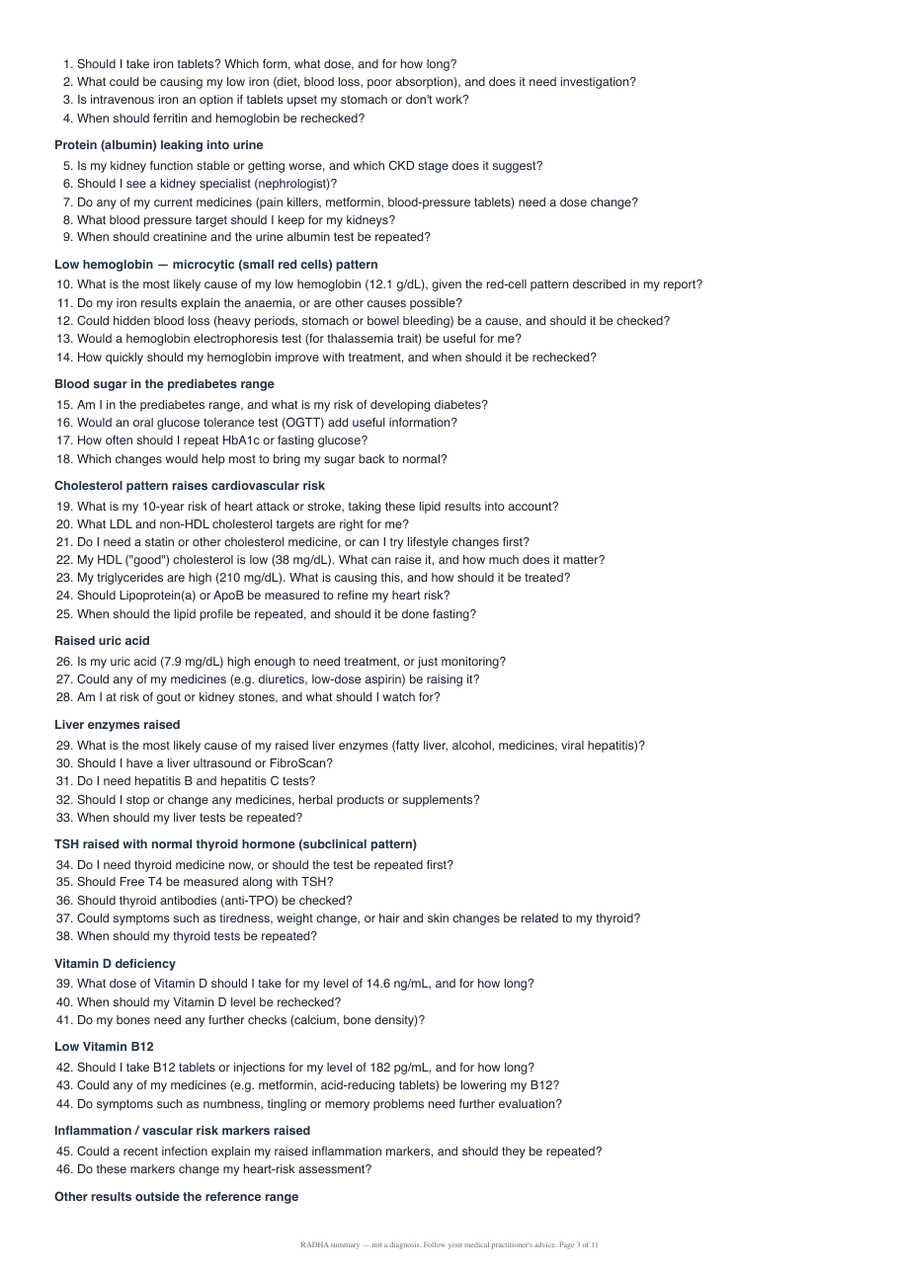 1. Should I take iron tablets? Which form, what dose, and for how long?
2. What could be causing my low iron (diet, blood loss, poor absorption), and does it need investigation?
3. Is intravenous iron an option if tablets upset my stomach or don't work?
4. When should ferritin and hemoglobin be rechecked?
Protein (albumin) leaking into urine
5. Is my kidney function stable or getting worse, and which CKD stage does it suggest?
6. Should I see a kidney specialist (nephrologist)?
7. Do any of my current medicines (pain killers, metformin, blood-pressure tablets) need a dose change?
8. What blood pressure target should I keep for my kidneys?
9. When should creatinine and the urine albumin test be repeated?
Low hemoglobin — microcytic (small red cells) pattern
10. What is the most likely cause of my low hemoglobin (12.1 g/dL), given the red-cell pattern described in my report?
11. Do my iron results explain the anaemia, or are other causes possible?
12. Could hidden blood loss (heavy periods, stomach or bowel bleeding) be a cause, and should it be checked?
13. Would a hemoglobin electrophoresis test (for thalassemia trait) be useful for me?
14. How quickly should my hemoglobin improve with treatment, and when should it be rechecked?
Blood sugar in the prediabetes range
15. Am I in the prediabetes range, and what is my risk of developing diabetes?
16. Would an oral glucose tolerance test (OGTT) add useful information?
17. How often should I repeat HbA1c or fasting glucose?
18. Which changes would help most to bring my sugar back to normal?
Cholesterol pattern raises cardiovascular risk
19. What is my 10-year risk of heart attack or stroke, taking these lipid results into account?
20. What LDL and non-HDL cholesterol targets are right for me?
21. Do I need a statin or other cholesterol medicine, or can I try lifestyle changes first?
22. My HDL ("good") cholesterol is low (38 mg/dL). What can raise it, and how much does it matter?
23. My triglycerides are high (210 mg/dL). What is causing this, and how should it be treated?
24. Should Lipoprotein(a) or ApoB be measured to refine my heart risk?
25. When should the lipid profile be repeated, and should it be done fasting?
Raised uric acid
26. Is my uric acid (7.9 mg/dL) high enough to need treatment, or just monitoring?
27. Could any of my medicines (e.g. diuretics, low-dose aspirin) be raising it?
28. Am I at risk of gout or kidney stones, and what should I watch for?
Liver enzymes raised
29. What is the most likely cause of my raised liver enzymes (fatty liver, alcohol, medicines, viral hepatitis)?
30. Should I have a liver ultrasound or FibroScan?
31. Do I need hepatitis B and hepatitis C tests?
32. Should I stop or change any medicines, herbal products or supplements?
33. When should my liver tests be repeated?
TSH raised with normal thyroid hormone (subclinical pattern)
34. Do I need thyroid medicine now, or should the test be repeated first?
35. Should Free T4 be measured along with TSH?
36. Should thyroid antibodies (anti-TPO) be checked?
37. Could symptoms such as tiredness, weight change, or hair and skin changes be related to my thyroid?
38. When should my thyroid tests be repeated?
Vitamin D deficiency
39. What dose of Vitamin D should I take for my level of 14.6 ng/mL, and for how long?
40. When should my Vitamin D level be rechecked?
41. Do my bones need any further checks (calcium, bone density)?
Low Vitamin B12
42. Should I take B12 tablets or injections for my level of 182 pg/mL, and for how long?
43. Could any of my medicines (e.g. metformin, acid-reducing tablets) be lowering my B12?
44. Do symptoms such as numbness, tingling or memory problems need further evaluation?
Inflammation / vascular risk markers raised
45. Could a recent infection explain my raised inflammation markers, and should they be repeated?
46. Do these markers change my heart-risk assessment?
Other results outside the reference range
RADHA summary — not a diagnosis. Follow your medical practitioner's advice. Page 3 of 11